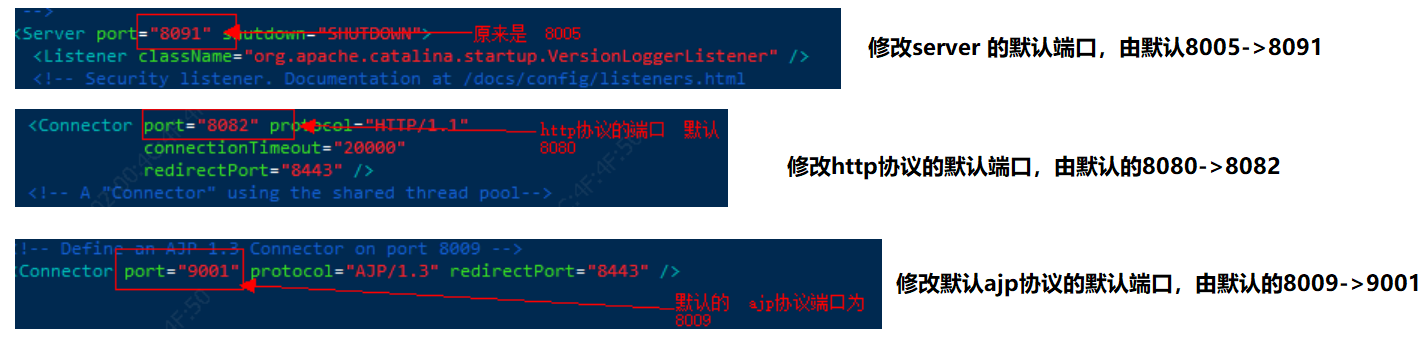 -->
<Server port="8091" shutdown="SHUTDOWN">
原来是 8005
<Listener className="org.apache.catalina.startup.VersionLoggerListener" />
<!-- Security listener. Documentation at /docs/config/listeners.html
修改server 的默认端口，由默认8005->8091
<Connector port="8082" protocol="HTTP/1.1"
connectionTimeout="20000"
redirectPort="8443" />
<!-- A "Connector" using the shared thread pool-->
http协议的端口 默认
8080
修改http协议的默认端口，由默认的8080->8082
!-- Define an AJP 1.3 Connector on port 8009 -->
Connector port="9001" protocol="AJP/1.3" redirectPort="8443" />
默认的 ajp协议端口为
8009
修改默认ajp协议的默认端口，由默认的8009->9001